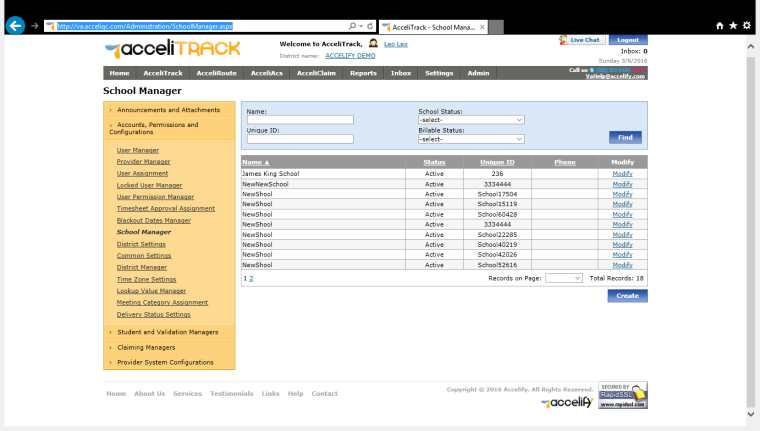 http://va.acceliqc.com/Administration/SchoolManager.aspx
AcceliTrack - School Mana...
acceliTRACK
Welcome to AcceliTrack, Leo Leo
District name: ACCELIFY DEMO
Live Chat
Logout
Inbox: 0
Sunday 3/6/2016
Home AcceliTrack AcceliRoute AcceliAcs AcceliClaim Reports Inbox Settings Admin
Call us
VaHelp@accelify.com
School Manager
Announcements and Attachments
Accounts, Permissions and
Configurations
User Manager
Provider Manager
User Assignment
Locked User Manager
User Permission Manager
Timesheet Approval Assignment
Blackout Dates Manager
School Manager
District Settings
Common Settings
District Manager
Time Zone Settings
Lookup Value Manager
Meeting Category Assignment
Delivery Status Settings
Student and Validation Managers
Claiming Managers
Provider System Configurations
Name: School Status:
-select-
Unique ID: Billable Status:
-select-
Find
Name ▲ Status Unique ID Phone Modify
James King School Active 236 Modify
NewNewSchool Active 3334444 Modify
NewShool Active School17504 Modify
NewShool Active School15119 Modify
NewShool Active School60428 Modify
NewShool Active 3334444 Modify
NewShool Active School22285 Modify
NewShool Active School40219 Modify
NewShool Active School42026 Modify
NewShool Active School52616 Modify
1 2 Records on Page: Total Records: 18
Create
Home About Us Services Testimonials Links Help Contact
Copyright © 2016 Accelify. All Rights Reserved.
accelify
SECURED BY
RapidSSL
www.rapidssl.com